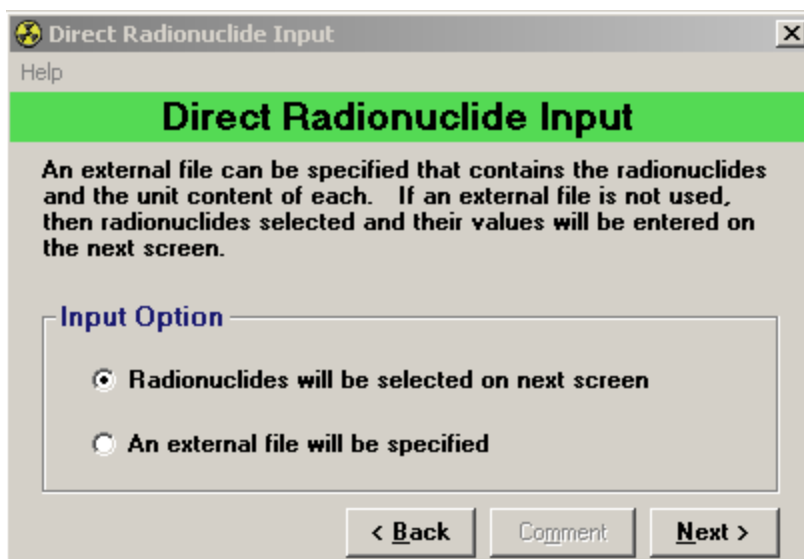 Direct Radionuclide Input
Help
Direct Radionuclide Input
An external file can be specified that contains the radionuclides
and the unit content of each. If an external file is not used,
then radionuclides selected and their values will be entered on
the next screen.
Input Option
Radionuclides will be selected on next screen
An external file will be specified
< Back Comment Next >